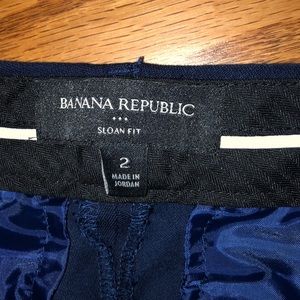 BANANA REPUBLIC
SLOAN FIT
2
MADE IN
JORDAN